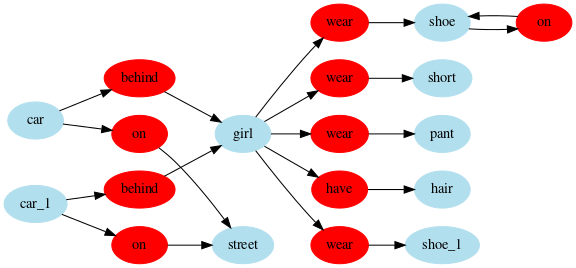 wear
shoe
on
behind
wear
short
car
on
girl
wear
pant
behind
have
hair
car_1
on
street
wear
shoe_1